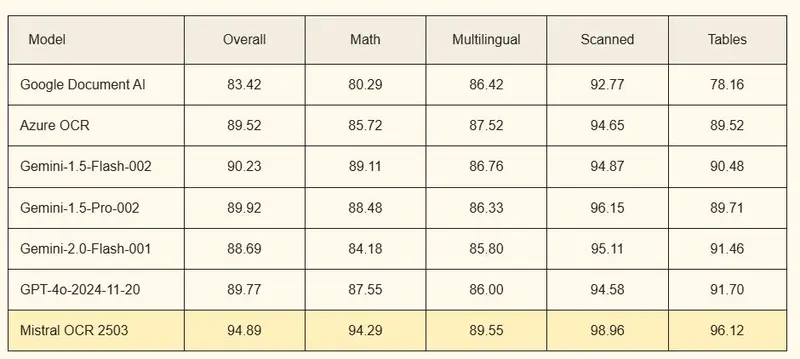 Model Overall Math Multilingual Scanned Tables
Google Document AI 83.42 80.29 86.42 92.77 78.16
Azure OCR 89.52 85.72 87.52 94.65 89.52
Gemini-1.5-Flash-002 90.23 89.11 86.76 94.87 90.48
Gemini-1.5-Pro-002 89.92 88.48 86.33 96.15 89.71
Gemini-2.0-Flash-001 88.69 84.18 85.80 95.11 91.46
GPT-4o-2024-11-20 89.77 87.55 86.00 94.58 91.70
Mistral OCR 2503 94.89 94.29 89.55 98.96 96.12